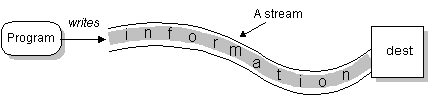 writes
A stream
Program
information
dest